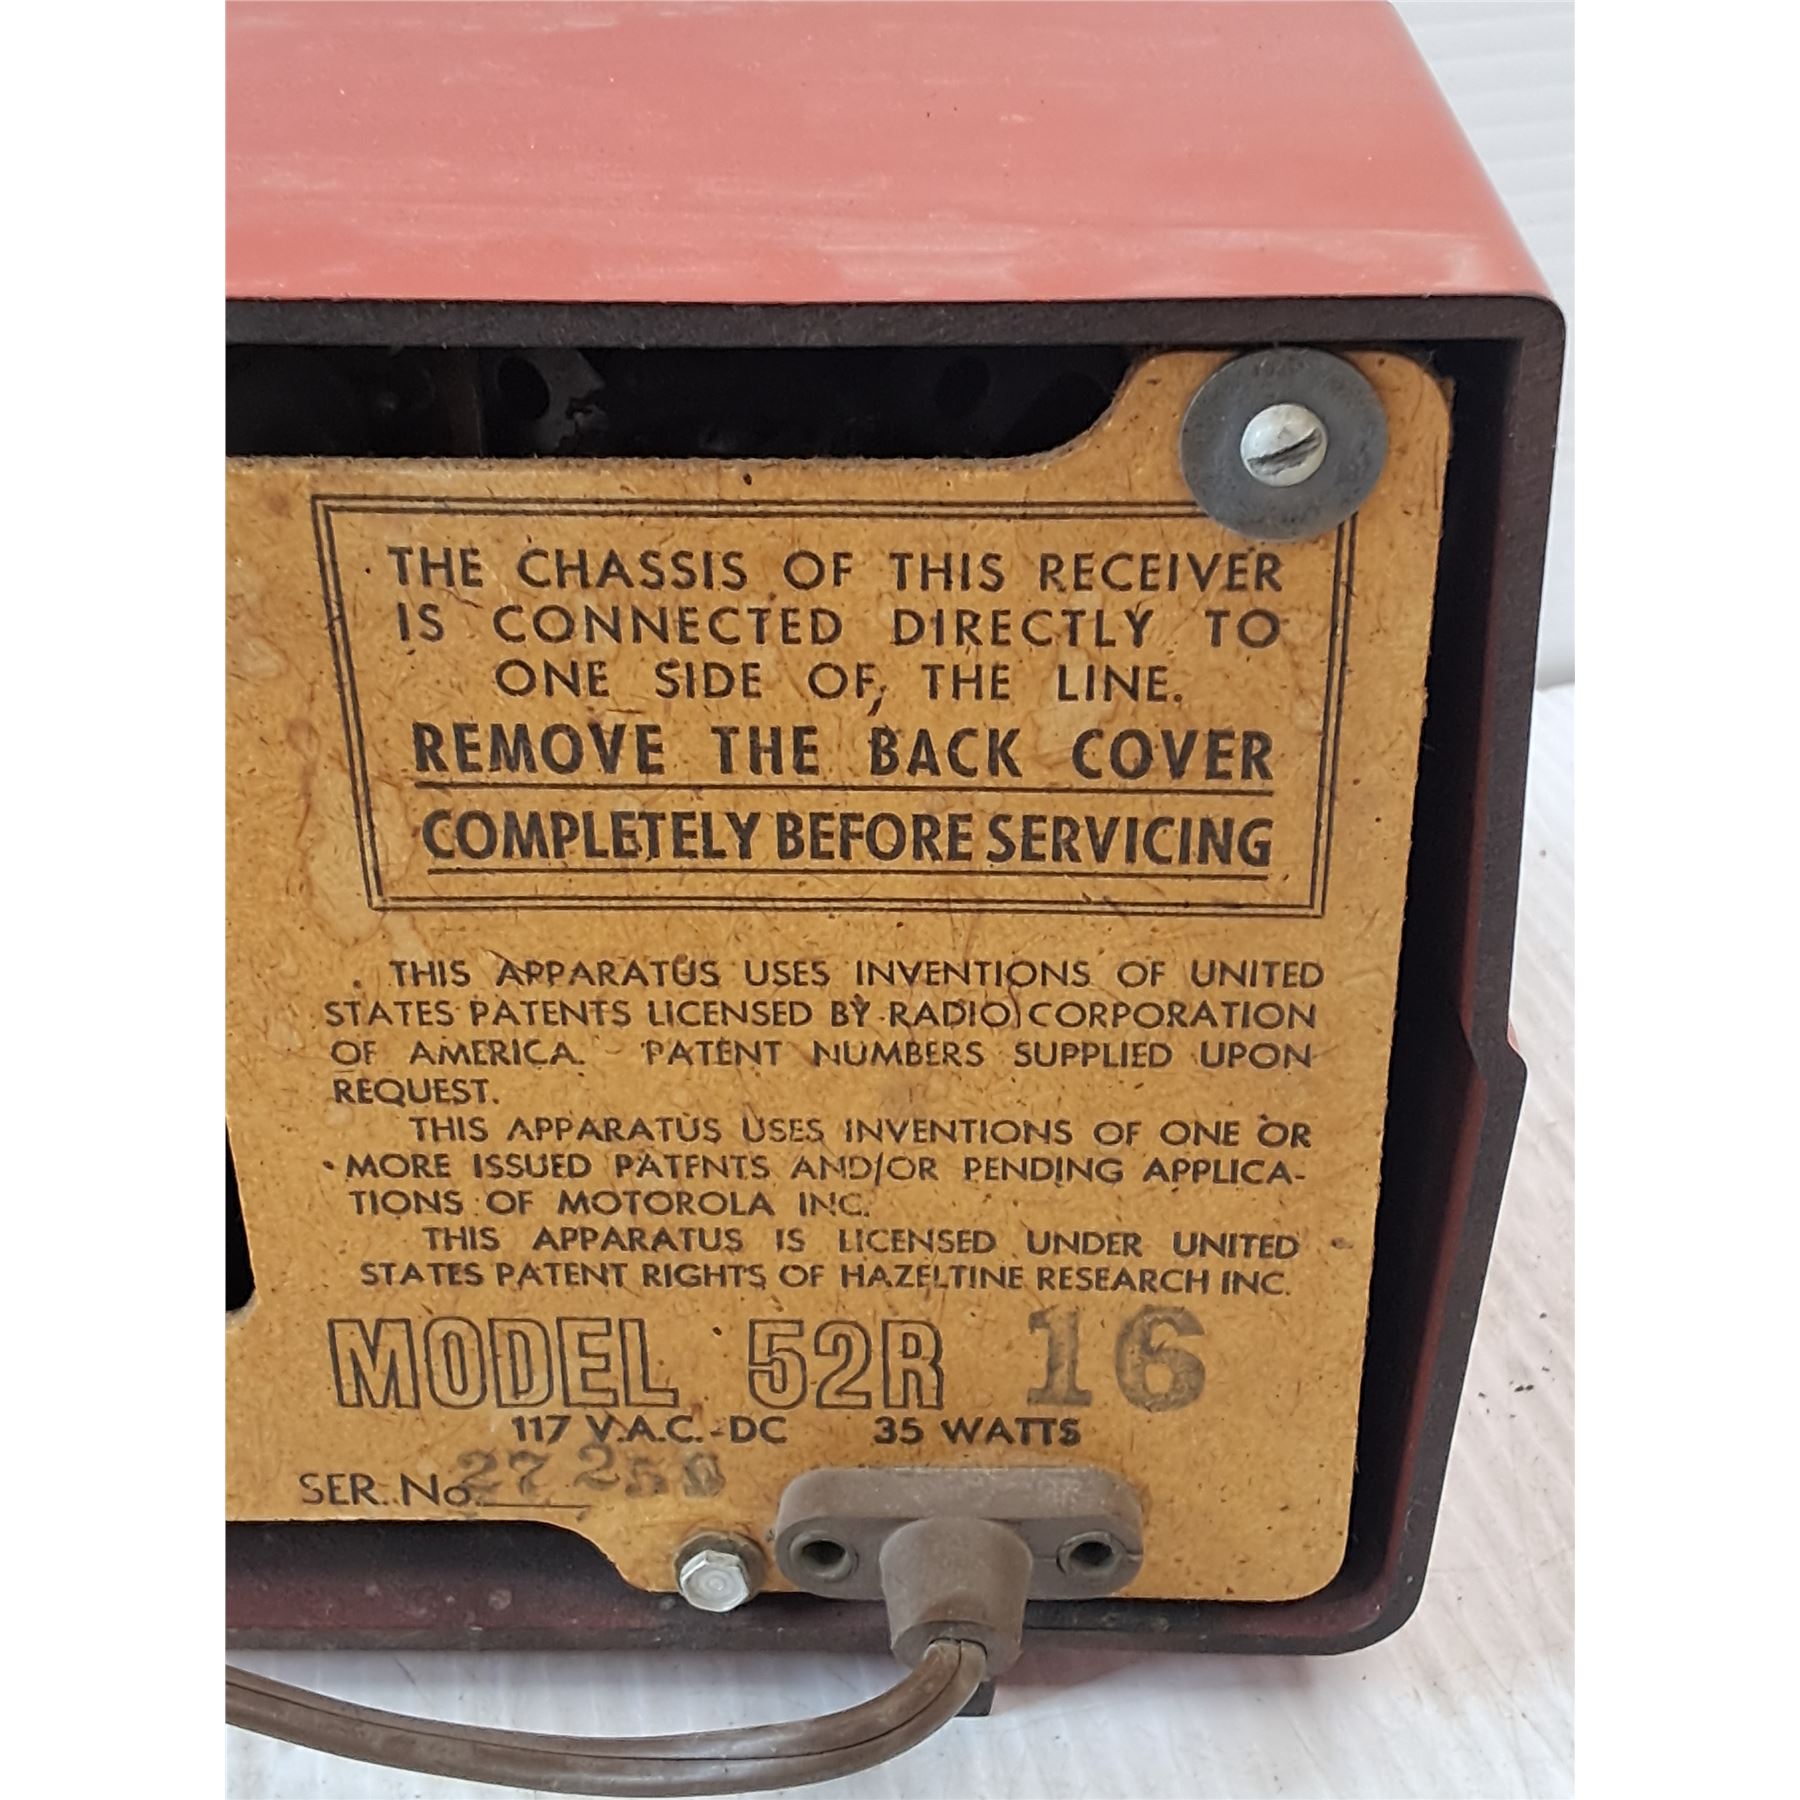 THE CHASSIS OF THIS RECEIVER
IS CONNECTED DIRECTLY TO
ONE SIDE OF THE LINE.
REMOVE THE BACK COVER
COMPLETELY BEFORE SERVICING
THIS APPARATUS USES INVENTIONS OF UNITED
STATES PATENTS LICENSED BY RADIO CORPORATION
OF AMERICA. PATENT NUMBERS SUPPLIED UPON
REQUEST.
THIS APPARATUS USES INVENTIONS OF ONE OR
MORE ISSUED PATENTS AND/OR PENDING APPLICA-
TIONS OF MOTOROLA INC.
THIS APPARATUS IS LICENSED UNDER UNITED
STATES PATENT RIGHTS OF HAZELTINE RESEARCH INC.
MODEL 52R 16
117 V.A.C.-DC 35 WATTS
SER. No.